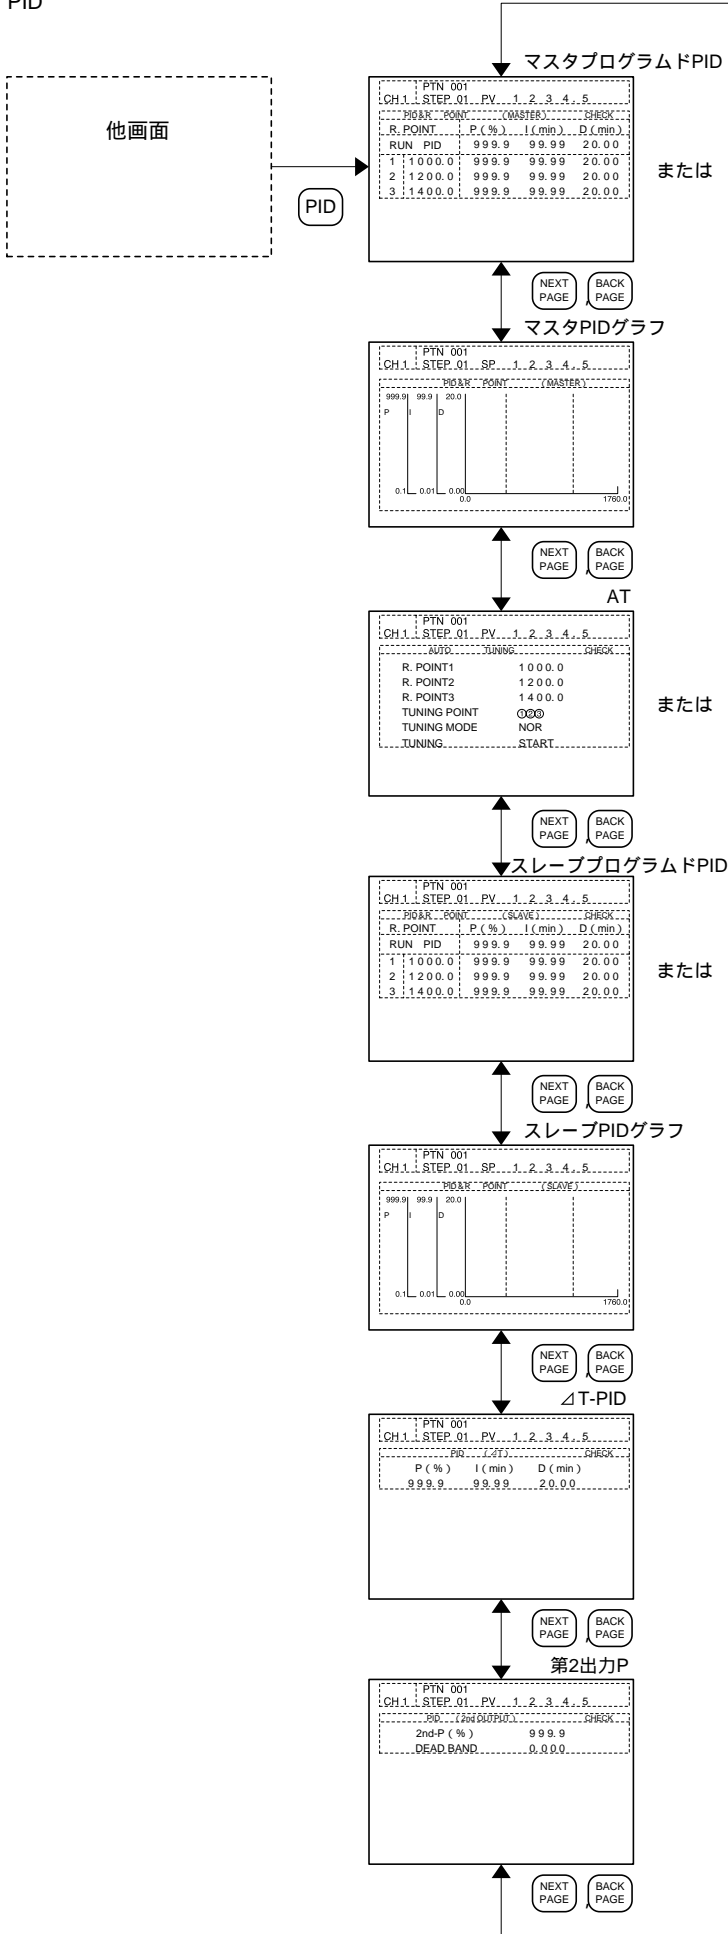 PID
マスタプログラムドPID
他画面
PID
PTN 001
CH 1 STEP 01 PV 1 2 3 4 . 5
PID&R POINT (MASTER) CHECK
R. POINT P ( % ) I ( min ) D ( min )
RUN PID 999.9 99.99 20.00
1 1000.0 999.9 99.99 20.00
2 1200.0 999.9 99.99 20.00
3 1400.0 999.9 99.99 20.00
または
NEXT PAGE , BACK PAGE
マスタPIDグラフ
PTN 001
CH 1 STEP 01 SP 1 2 3 4 . 5
PID&R POINT ( MASTER )
999.9 99.9 20.0
P I D
0.1 0.01 0.00
0.0 1760.0
NEXT PAGE , BACK PAGE
AT
PTN 001
CH 1 STEP 01 PV 1 2 3 4 . 5
AUTO TUNING CHECK
R. POINT1 1000.0
R. POINT2 1200.0
R. POINT3 1400.0
TUNING POINT ①②③
TUNING MODE NOR
TUNING START
または
NEXT PAGE , BACK PAGE
スレーブプログラムドPID
PTN 001
CH 1 STEP 01 PV 1 2 3 4 . 5
PID&R POINT (SLAVE) CHECK
R. POINT P ( % ) I ( min ) D ( min )
RUN PID 999.9 99.99 20.00
1 1000.0 999.9 99.99 20.00
2 1200.0 999.9 99.99 20.00
3 1400.0 999.9 99.99 20.00
または
NEXT PAGE , BACK PAGE
スレーブPIDグラフ
PTN 001
CH 1 STEP 01 SP 1 2 3 4 . 5
PID&R POINT ( SLAVE )
999.9 99.9 20.0
P I D
0.1 0.01 0.00
0.0 1760.0
NEXT PAGE , BACK PAGE
⊿T-PID
PTN 001
CH 1 STEP 01 PV 1 2 3 4 . 5
PID (⊿T) CHECK
P ( % ) I ( min ) D ( min )
999.9 99.99 20.00
NEXT PAGE , BACK PAGE
第2出力P
PTN 001
CH 1 STEP 01 PV 1 2 3 4 . 5
PID (2nd OUTPUT) CHECK
2nd-P ( % ) 999.9
DEAD BAND 0.000
NEXT PAGE , BACK PAGE